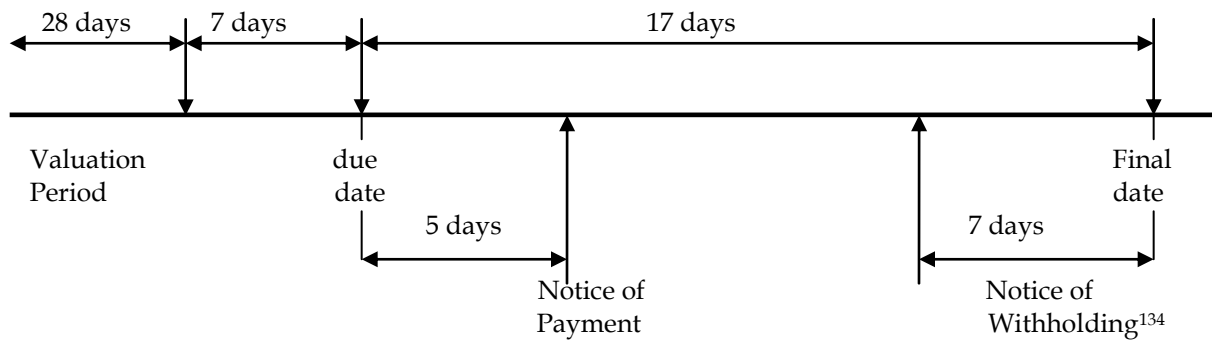 28 days
7 days
17 days
Valuation
Period
due
date
Final
date
5 days
7 days
Notice of
Payment
Notice of
Withholding¹³⁴